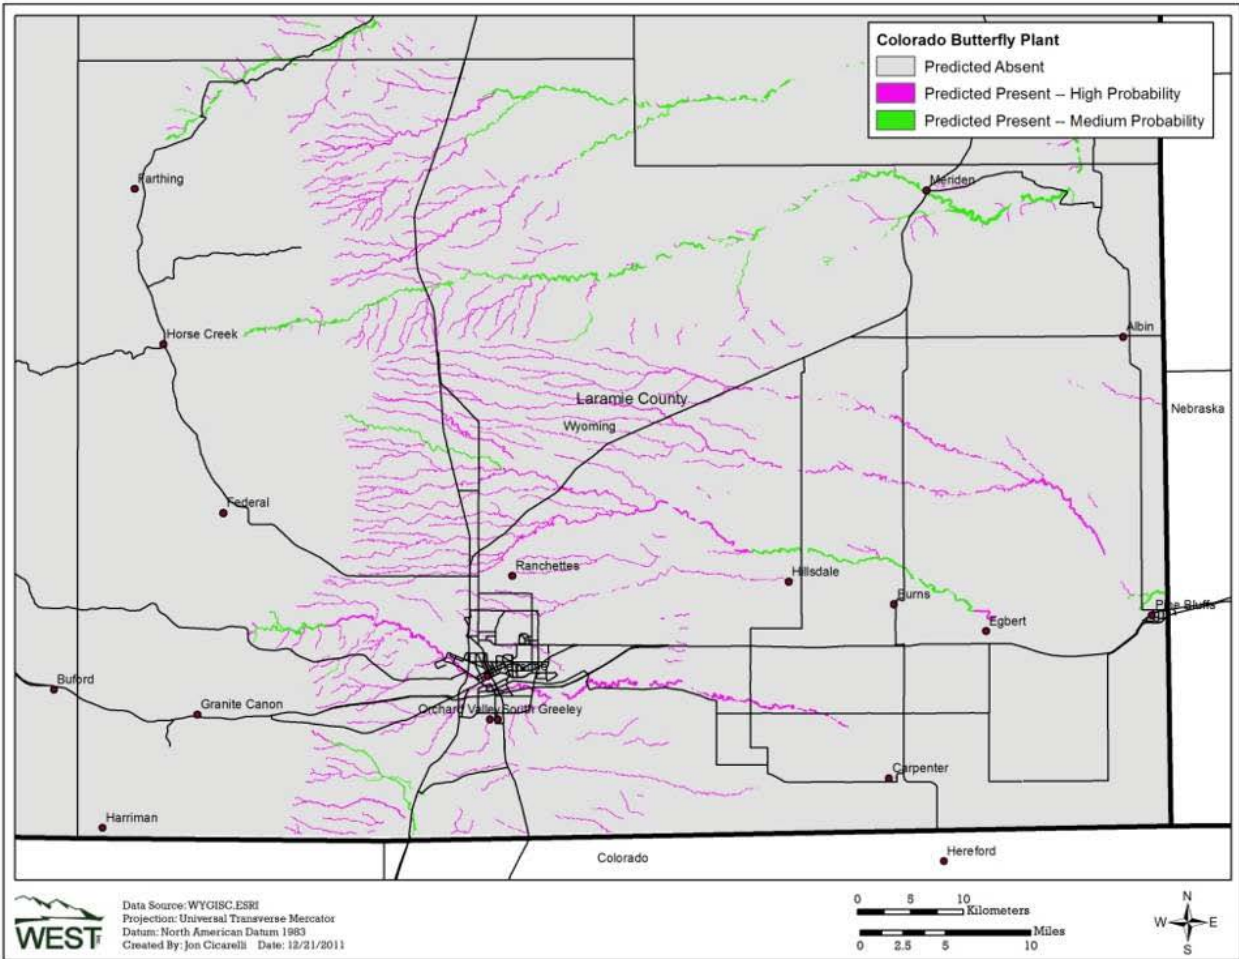 Colorado Butterfly Plant
Predicted Absent
Predicted Present -- High Probability
Predicted Present -- Medium Probability
Farthing
Meriden
Horse Creek
Albin
Laramie County
Nebraska
Wyoming
Federal
Ranchettes
Hillsdale
Burns
Pine Bluffs
Egbert
Buford
Granite Canon
Orchard Valley South Greeley
Carpenter
Harriman
Colorado
Hereford
WEST
Data Source: WYGISC,ESRI
Projection: Universal Transverse Mercator
Datum: North American Datum 1983
Created By: Jon Cicarelli Date: 12/21/2011
0 5 10
Kilometers
Miles
0 2.5 5 10
N
W E
S